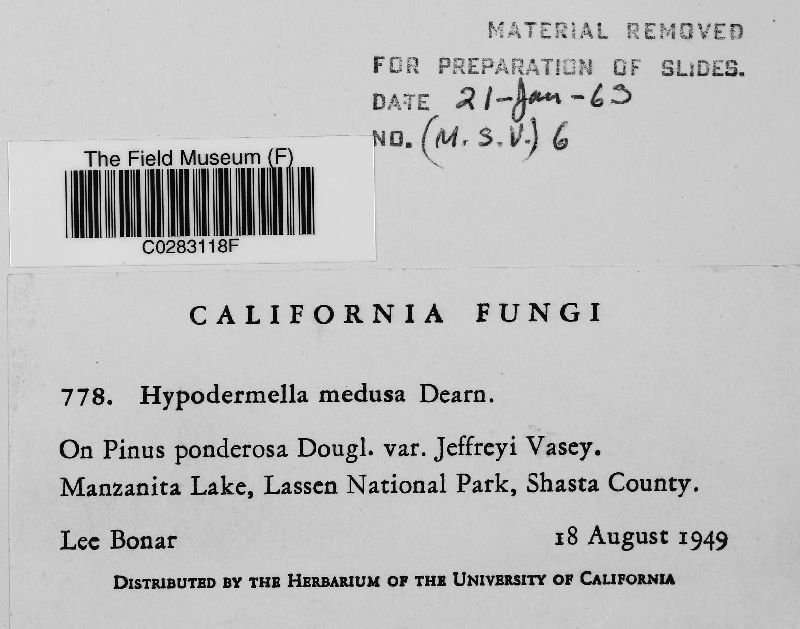 MATERIAL REMOVED
FOR PREPARATION OF SLIDES.
DATE 21-Jan-63
NO. (M.S.V.) 6
The Field Museum (F)
C0283118F
CALIFORNIA FUNGI
778. Hypodermella medusa Dearn.
On Pinus ponderosa Dougl. var. Jeffreyi Vasey.
Manzanita Lake, Lassen National Park, Shasta County.
Lee Bonar 18 August 1949
DISTRIBUTED BY THE HERBARIUM OF THE UNIVERSITY OF CALIFORNIA